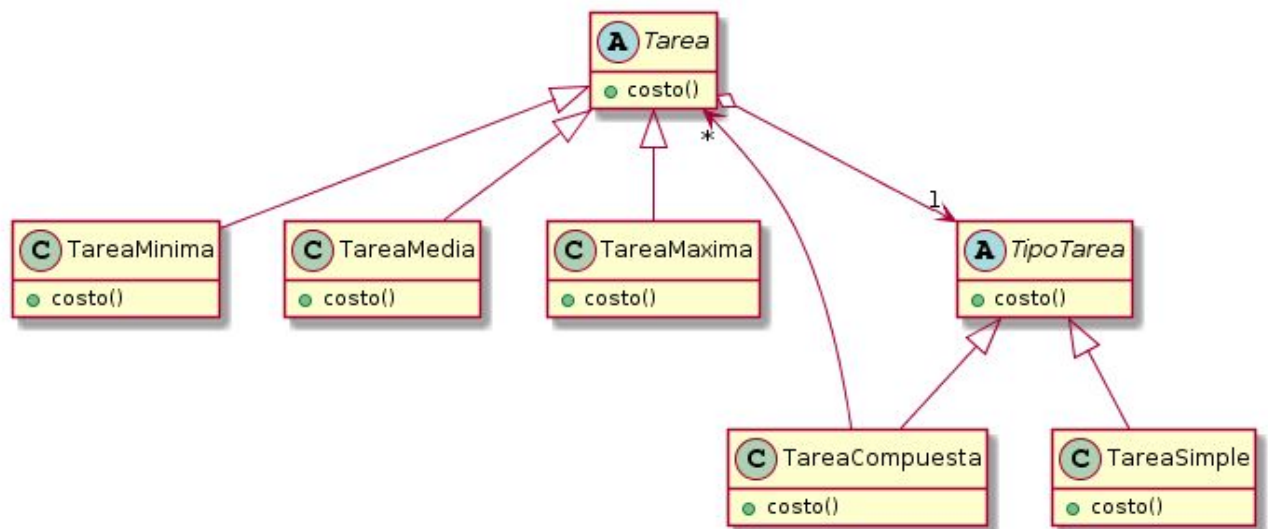 A Tarea
costo()
*
1
C TareaMinima
costo()
C TareaMedia
costo()
C TareaMaxima
costo()
A TipoTarea
costo()
C TareaCompuesta
costo()
C TareaSimple
costo()